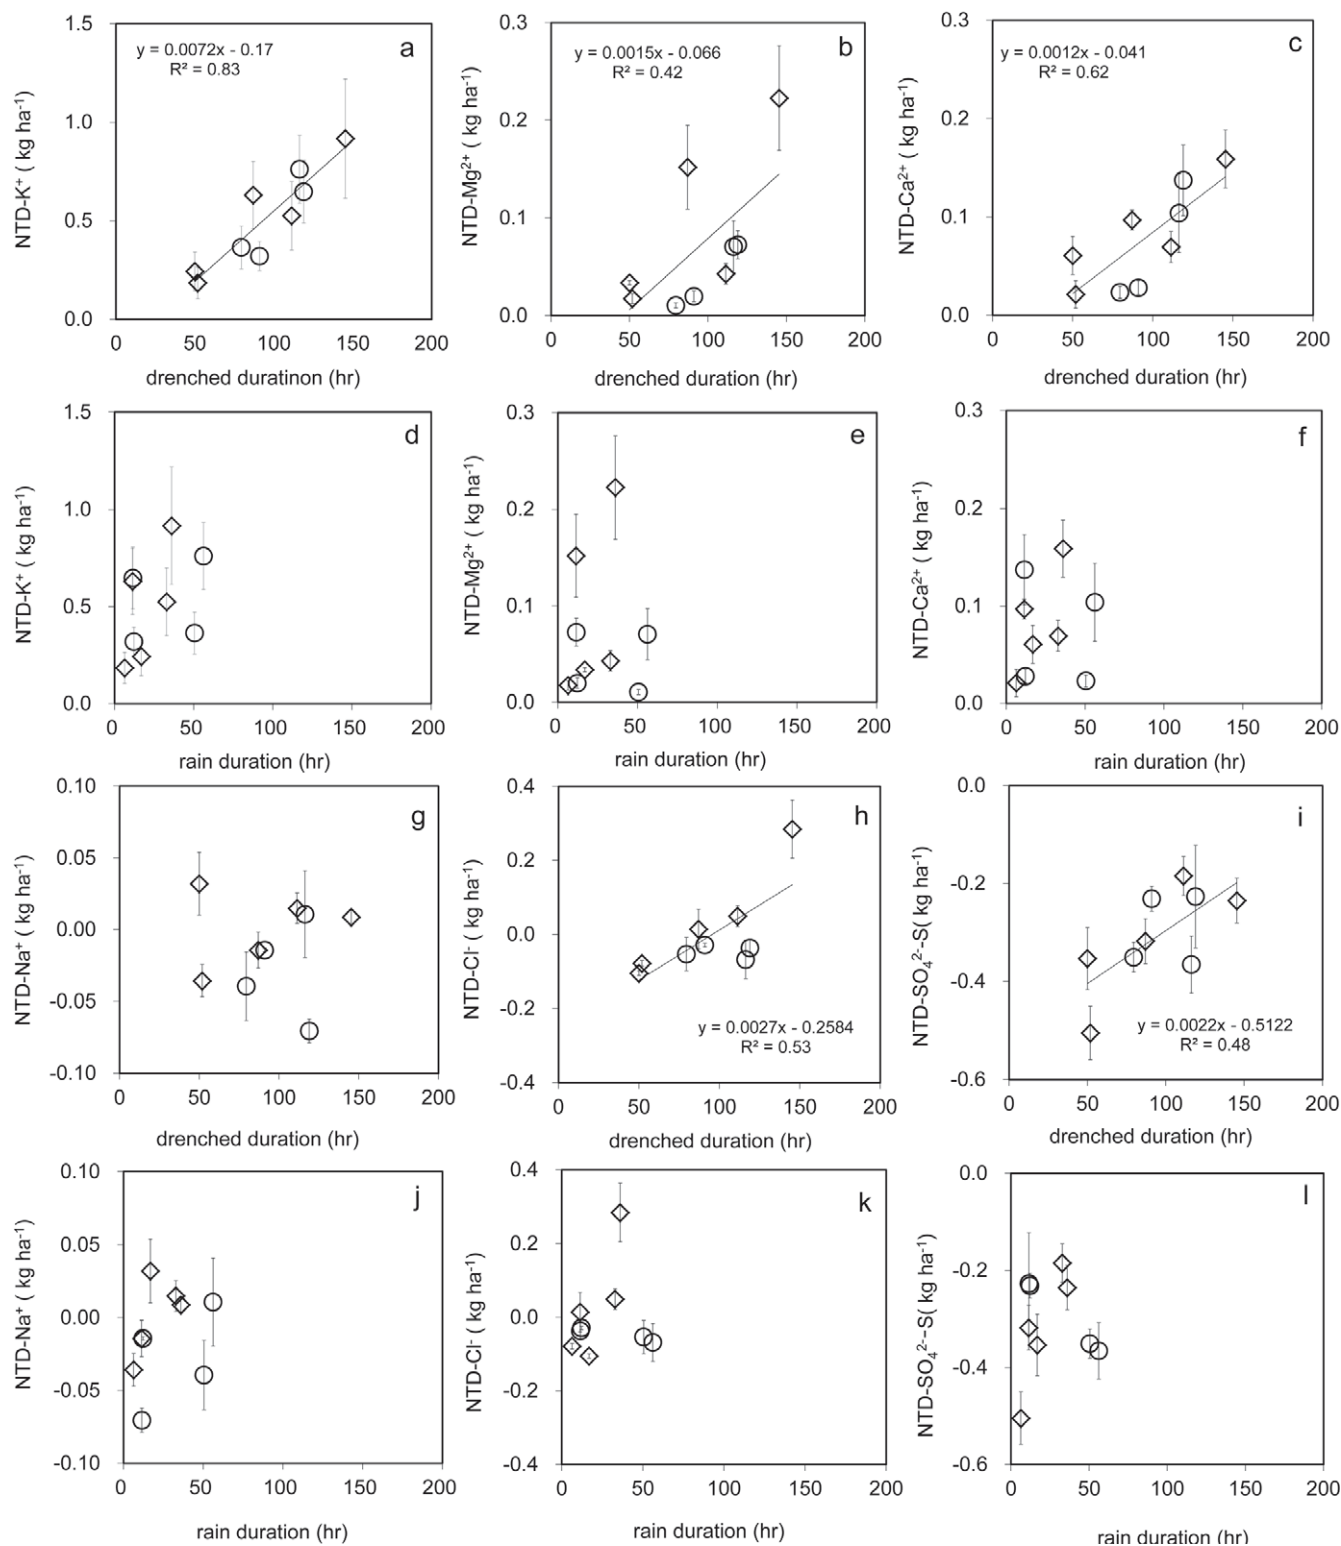 y = 0.0072x - 0.17
R² = 0.83
a
1.5
1.0
0.5
0.0
0 50 100 150 200
NTD-K⁺ ( kg ha⁻¹)
drenched duratinon (hr)
y = 0.0015x - 0.066
R² = 0.42
b
0.3
0.2
0.1
0.0
0 50 100 150 200
NTD-Mg²⁺ ( kg ha⁻¹)
drenched duration (hr)
y = 0.0012x - 0.041
R² = 0.62
c
0.3
0.2
0.1
0.0
0 50 100 150 200
NTD-Ca²⁺ ( kg ha⁻¹)
drenched duration (hr)
d
1.5
1.0
0.5
0.0
0 50 100 150 200
NTD-K⁺ ( kg ha⁻¹)
rain duration (hr)
e
0.3
0.2
0.1
0.0
0 50 100 150 200
NTD-Mg²⁺ ( kg ha⁻¹)
rain duration (hr)
f
0.3
0.2
0.1
0.0
0 50 100 150 200
NTD-Ca²⁺ ( kg ha⁻¹)
rain duration (hr)
g
0.10
0.05
0.00
-0.05
-0.10
0 50 100 150 200
NTD-Na⁺ ( kg ha⁻¹)
drenched duration (hr)
h
0.4
0.2
0.0
-0.2
-0.4
y = 0.0027x - 0.2584
R² = 0.53
0 50 100 150 200
NTD-Cl⁻ ( kg ha⁻¹)
drenched duration (hr)
i
0.0
-0.2
-0.4
-0.6
y = 0.0022x - 0.5122
R² = 0.48
0 50 100 150 200
NTD-SO₄²⁻-S( kg ha⁻¹)
drenched duration (hr)
j
0.10
0.05
0.00
-0.05
-0.10
0 50 100 150 200
NTD-Na⁺ ( kg ha⁻¹)
rain duration (hr)
k
0.4
0.2
0.0
-0.2
-0.4
0 50 100 150 200
NTD-Cl⁻ ( kg ha⁻¹)
rain duration (hr)
l
0.0
-0.2
-0.4
-0.6
0 50 100 150 200
NTD-SO₄²⁻-S( kg ha⁻¹)
rain duration (hr)